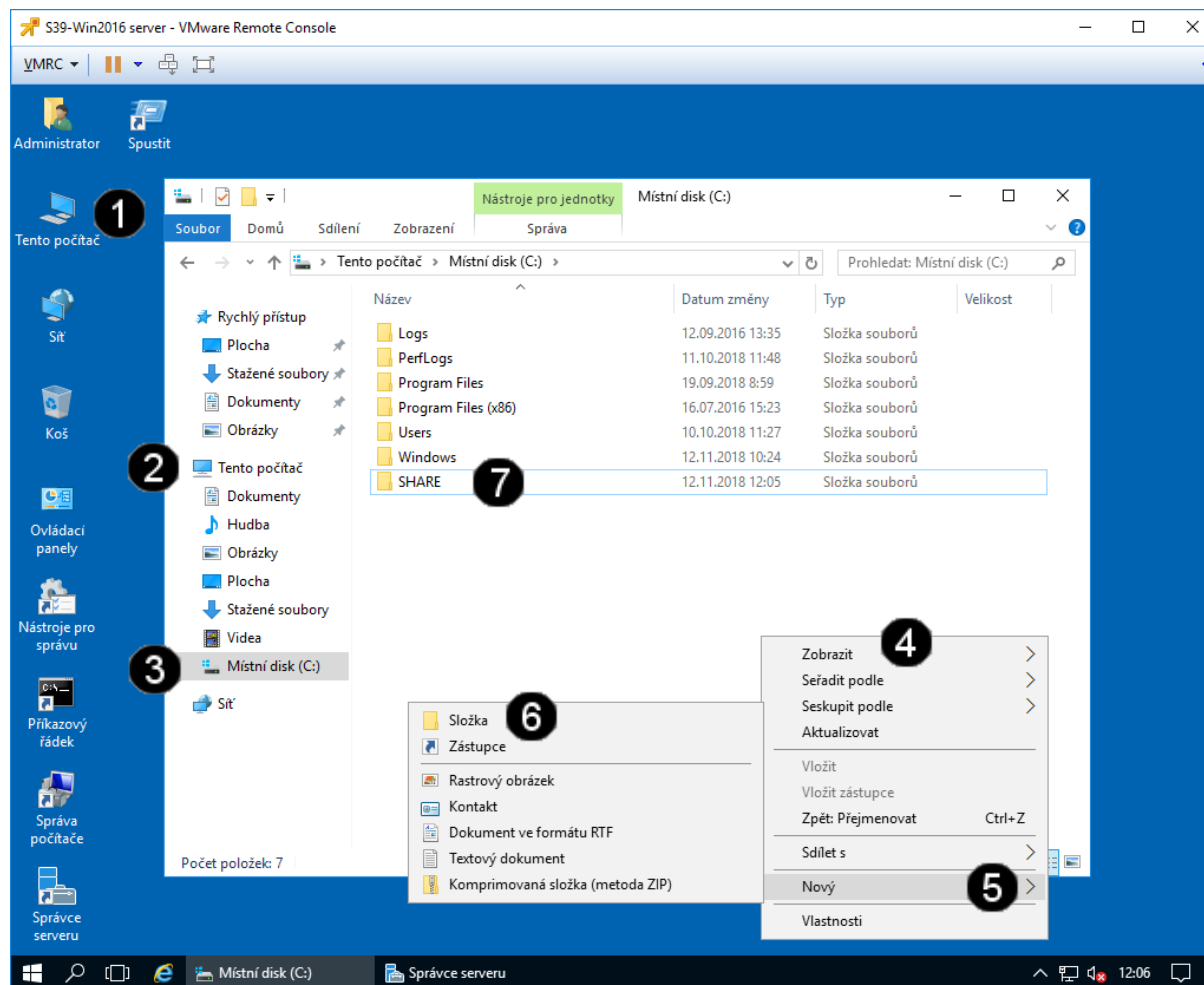 S39-Win2016 server - VMware Remote Console
VMRC
Administrator
Spustit
Tento počítač
1
Síť
Koš
Ovládací
panely
Nástroje pro
správu
C:\
Příkazový
řádek
Správa
počítače
Správce
serveru
Nástroje pro jednotky
Místní disk (C:)
Soubor Domů Sdílení Zobrazení Správa
?
Tento počítač › Místní disk (C:) ›
Prohledat: Místní disk (C:)
Název Datum změny Typ Velikost
Rychlý přístup
Plocha
Stažené soubory
Dokumenty
Obrázky
2
Tento počítač
Dokumenty
Hudba
Obrázky
Plocha
Stažené soubory
Videa
3
Místní disk (C:)
Síť
Logs 12.09.2016 13:35 Složka souborů
PerfLogs 11.10.2018 11:48 Složka souborů
Program Files 19.09.2018 8:59 Složka souborů
Program Files (x86) 16.07.2016 15:23 Složka souborů
Users 10.10.2018 11:27 Složka souborů
Windows 12.11.2018 10:24 Složka souborů
SHARE 7 12.11.2018 12:05 Složka souborů
Zobrazit 4
Seřadit podle
Seskupit podle
Aktualizovat
Vložit
Vložit zástupce
Zpět: Přejmenovat Ctrl+Z
Sdílet s
Nový 5
Vlastnosti
Složka 6
Zástupce
Rastrový obrázek
Kontakt
Dokument ve formátu RTF
Textový dokument
Komprimovaná složka (metoda ZIP)
Počet položek: 7
Místní disk (C:)
Správce serveru
12:06